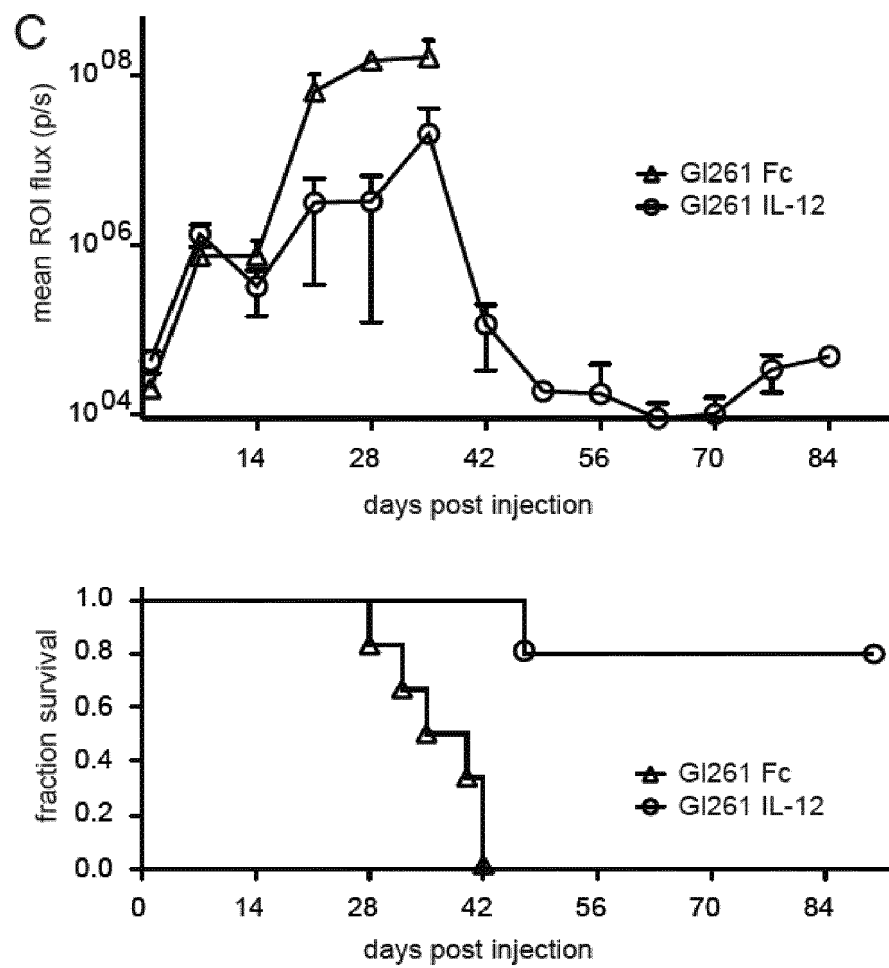 C
mean ROI flux (p/s)
10^08
10^06
10^04
Gl261 Fc
Gl261 IL-12
14 28 42 56 70 84
days post injection
fraction survival
1.0
0.8
0.6
0.4
0.2
0.0
Gl261 Fc
Gl261 IL-12
0 14 28 42 56 70 84
days post injection